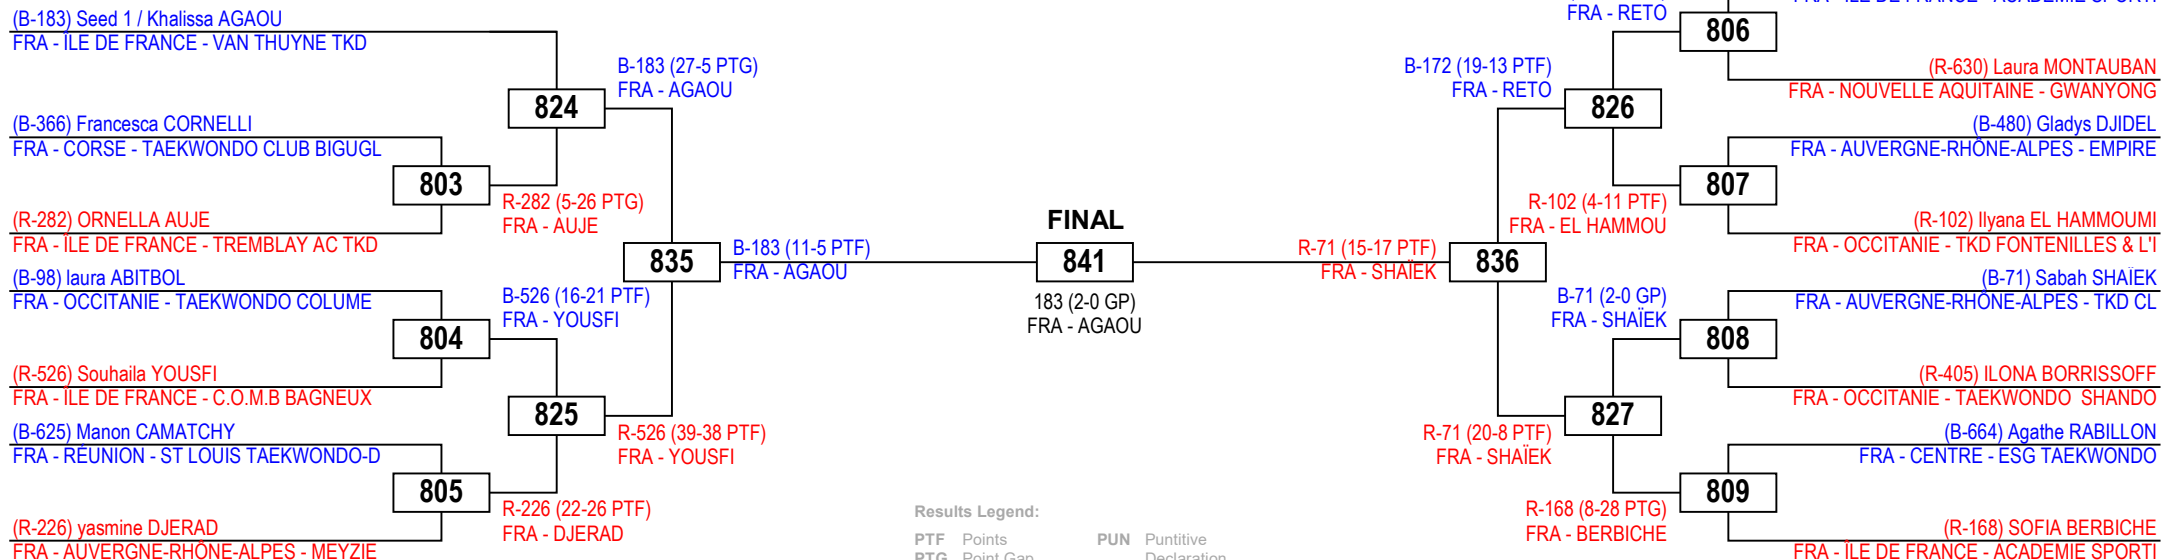 (B-183) Seed 1 / Khalissa AGAOU
FRA - ÎLE DE FRANCE - VAN THUYNE TKD
(B-366) Francesca CORNELLI
FRA - CORSE - TAEKWONDO CLUB BIGUGL
(R-282) ORNELLA AUJE
FRA - ÎLE DE FRANCE - TREMBLAY AC TKD
(B-98) laura ABITBOL
FRA - OCCITANIE - TAEKWONDO COLUME
(R-526) Souhaila YOUSFI
FRA - ÎLE DE FRANCE - C.O.M.B BAGNEUX
(B-625) Manon CAMATCHY
FRA - RÉUNION - ST LOUIS TAEKWONDO-D
(R-226) yasmine DJERAD
FRA - AUVERGNE-RHÔNE-ALPES - MEYZIE
803
R-282 (5-26 PTG)
FRA - AUJE
804
B-526 (16-21 PTF)
FRA - YOUSFI
805
R-226 (22-26 PTF)
FRA - DJERAD
824
B-183 (27-5 PTG)
FRA - AGAOU
825
R-526 (39-38 PTF)
FRA - YOUSFI
835
B-183 (11-5 PTF)
FRA - AGAOU
FINAL
841
183 (2-0 GP)
FRA - AGAOU
R-71 (15-17 PTF)
FRA - SHAÏEK
836
B-172 (19-13 PTF)
FRA - RETO
826
R-71 (20-8 PTF)
FRA - SHAÏEK
827
FRA - RETO
806
R-102 (4-11 PTF)
FRA - EL HAMMOU
807
B-71 (2-0 GP)
FRA - SHAÏEK
808
R-168 (8-28 PTG)
FRA - BERBICHE
809
FRA - ÎLE DE FRANCE - ACADEMIE SPORTI
(R-630) Laura MONTAUBAN
FRA - NOUVELLE AQUITAINE - GWANYONG
(B-480) Gladys DJIDEL
FRA - AUVERGNE-RHÔNE-ALPES - EMPIRE
(R-102) Ilyana EL HAMMOUMI
FRA - OCCITANIE - TKD FONTENILLES & L'I
(B-71) Sabah SHAÏEK
FRA - AUVERGNE-RHÔNE-ALPES - TKD CL
(R-405) ILONA BORRISSOFF
FRA - OCCITANIE - TAEKWONDO  SHANDO
(B-664) Agathe RABILLON
FRA - CENTRE - ESG TAEKWONDO
(R-168) SOFIA BERBICHE
FRA - ÎLE DE FRANCE - ACADEMIE SPORTI
Results Legend:
PTF Points PUN Puntitive
PTG Point Gap Declaration